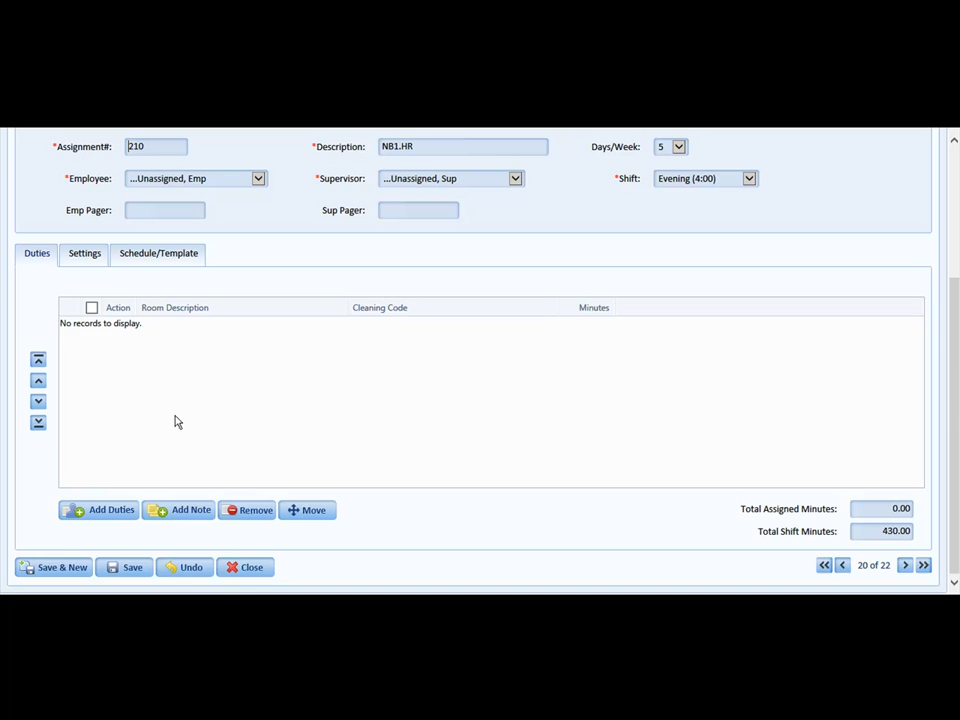 *Assignment#: 210 *Description: NB1.HR Days/Week: 5
*Employee: ...Unassigned, Emp *Supervisor: ...Unassigned, Sup *Shift: Evening (4:00)
Emp Pager: Sup Pager:
Duties Settings Schedule/Template
Action Room Description Cleaning Code Minutes
No records to display.
Add Duties Add Note Remove Move Total Assigned Minutes: 0.00
Total Shift Minutes: 430.00
Save & New Save Undo Close 20 of 22